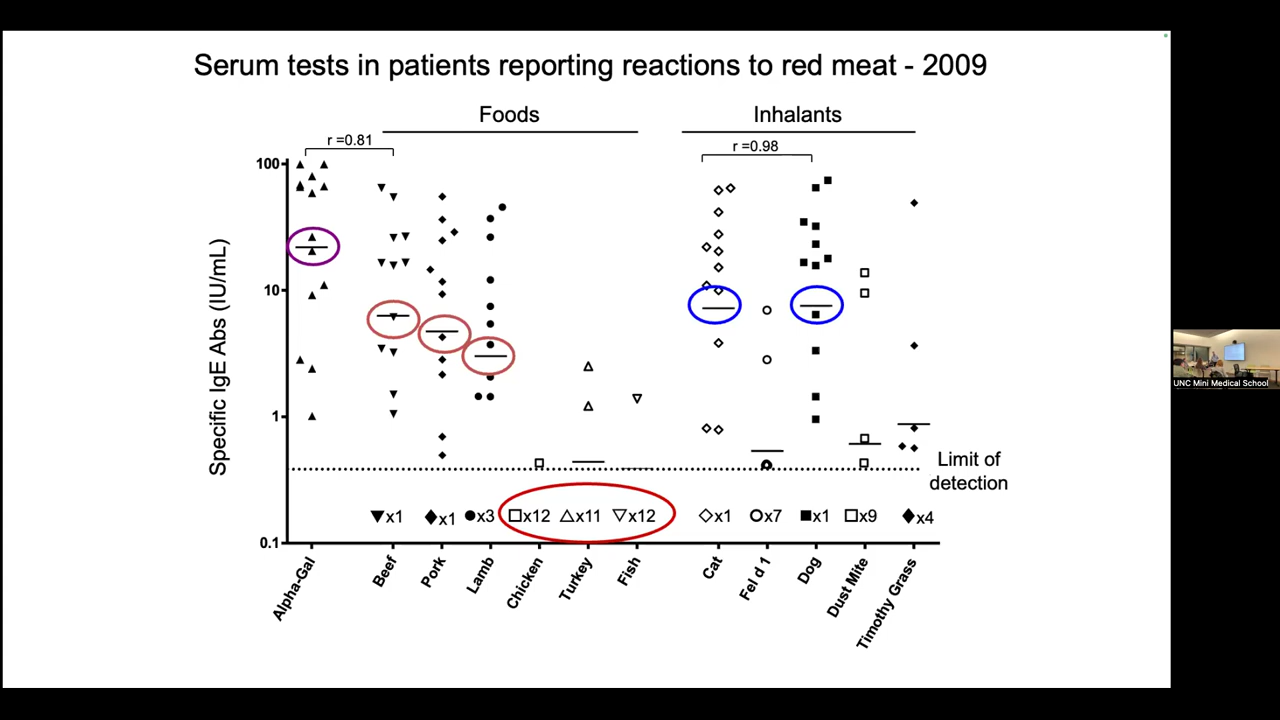 Serum tests in patients reporting reactions to red meat - 2009
Foods
Inhalants
r =0.81
r =0.98
Specific IgE Abs (IU/mL)
100
10
1
0.1
Limit of
detection
x1
x1
x3
x12
x11
x12
x1
x7
x1
x9
x4
Alpha-Gal
Beef
Pork
Lamb
Chicken
Turkey
Fish
Cat
Fel d 1
Dog
Dust Mite
Timothy Grass
UNC Mini Medical School